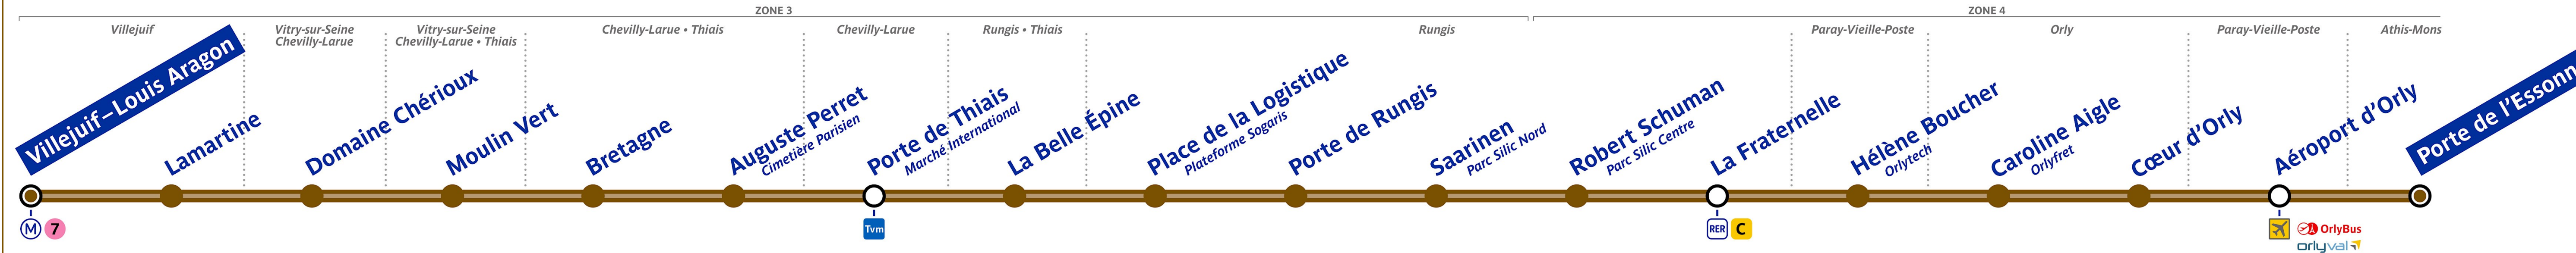 ZONE 3
ZONE 4
Villejuif
Vitry-sur-Seine
Chevilly-Larue
Vitry-sur-Seine
Chevilly-Larue • Thiais
Chevilly-Larue • Thiais
Chevilly-Larue
Rungis • Thiais
Rungis
Paray-Vieille-Poste
Orly
Paray-Vieille-Poste
Athis-Mons
Villejuif–Louis Aragon
Lamartine
Domaine Chérioux
Moulin Vert
Bretagne
Auguste Perret
Cimetière Parisien
Porte de Thiais
Marché International
La Belle Épine
Place de la Logistique
Plateforme Sogaris
Porte de Rungis
Saarinen
Parc Silic Nord
Robert Schuman
Parc Silic Centre
La Fraternelle
Hélène Boucher
Orlytech
Caroline Aigle
Orlyfret
Cœur d’Orly
Aéroport d’Orly
Porte de l’Essonn
M 7
Tvm
RER C
OrlyBus
orlyval